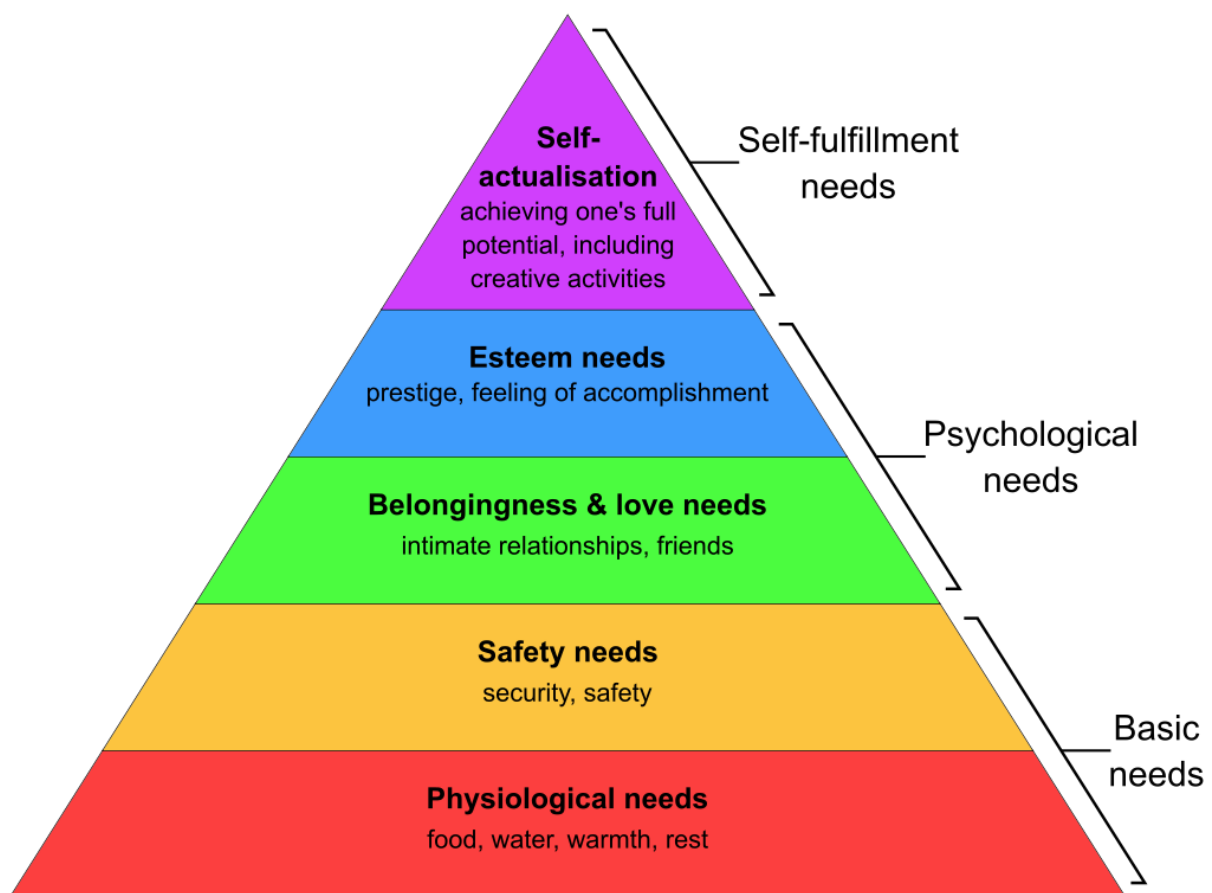 Self-
actualisation
achieving one's full
potential, including
creative activities
Self-fulfillment
needs
Esteem needs
prestige, feeling of accomplishment
Psychological
needs
Belongingness & love needs
intimate relationships, friends
Safety needs
security, safety
Basic
needs
Physiological needs
food, water, warmth, rest